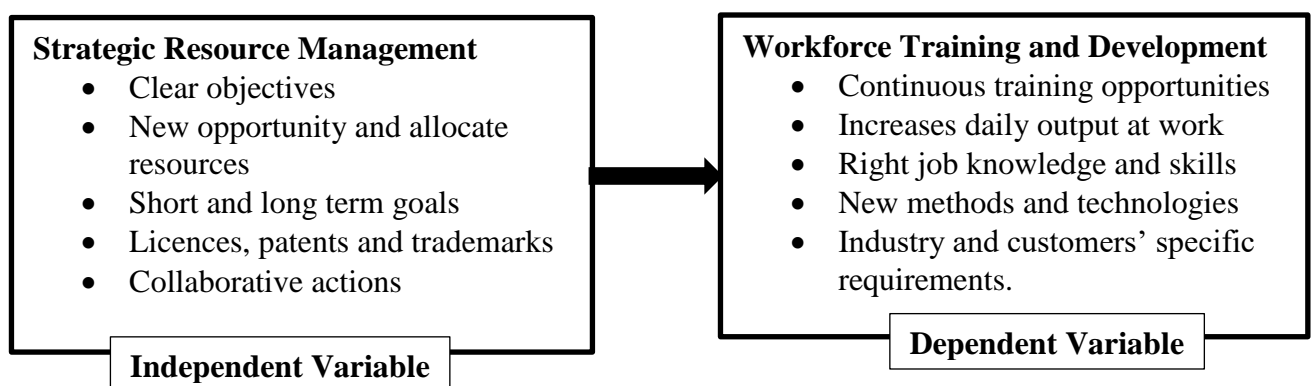 Strategic Resource Management
• Clear objectives
• New opportunity and allocate
resources
• Short and long term goals
• Licences, patents and trademarks
• Collaborative actions
Independent Variable
Workforce Training and Development
• Continuous training opportunities
• Increases daily output at work
• Right job knowledge and skills
• New methods and technologies
• Industry and customers’ specific
requirements.
Dependent Variable